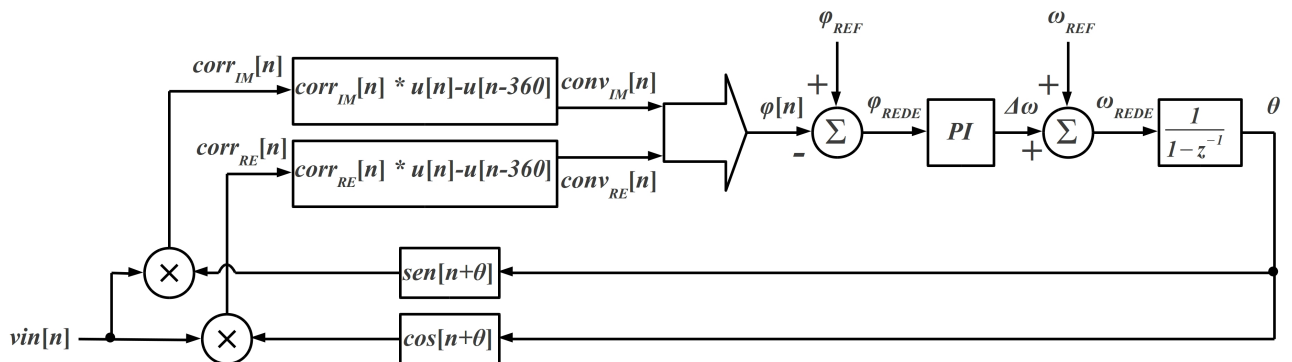 φ_REF
ω_REF
corr_IM[n]
corr_IM[n] * u[n]-u[n-360]
conv_IM[n]
φ[n]
+
-
Σ
φ_REDE
PI
Δω
+
+
Σ
ω_REDE
1
1-z^-1
θ
corr_RE[n]
corr_RE[n] * u[n]-u[n-360]
conv_RE[n]
×
sen[n+θ]
vin[n]
×
cos[n+θ]